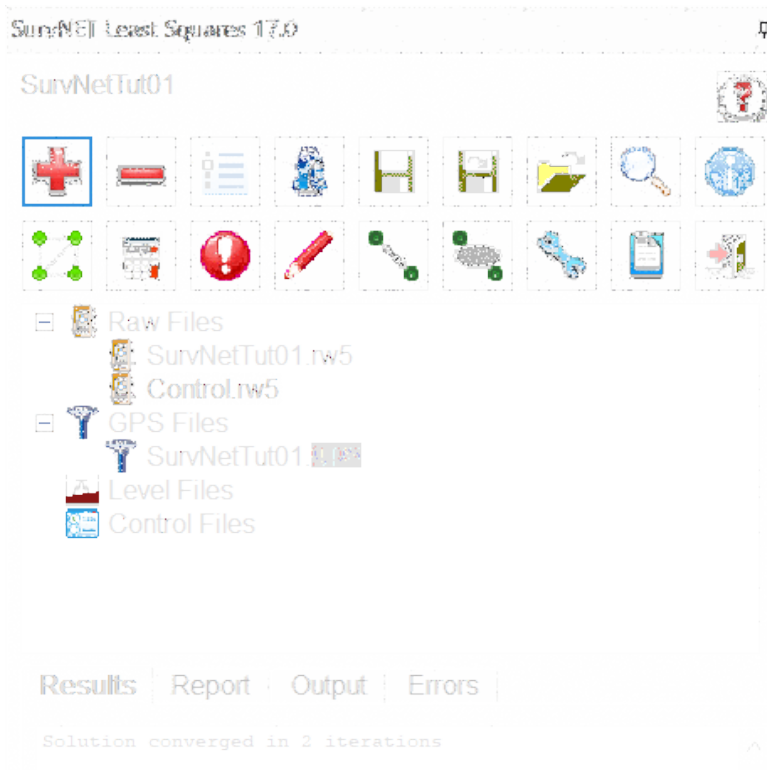 SurvNET Least Squares 17.0
SurvNetTut01
Raw Files
SurvNetTut01.rw5
Control.rw5
GPS Files
SurvNetTut01.
Level Files
Control Files
Results Report Output Errors
Solution converged in 2 iterations